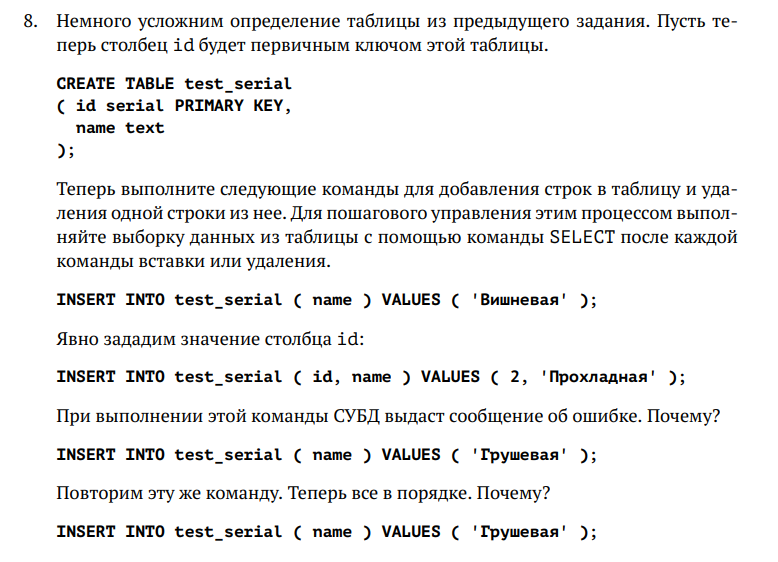 8. Немного усложним определение таблицы из предыдущего задания. Пусть те-
перь столбец id будет первичным ключом этой таблицы.
CREATE TABLE test_serial
( id serial PRIMARY KEY,
name text
);
Теперь выполните следующие команды для добавления строк в таблицу и уда-
ления одной строки из нее. Для пошагового управления этим процессом выпол-
няйте выборку данных из таблицы с помощью команды SELECT после каждой
команды вставки или удаления.
INSERT INTO test_serial ( name ) VALUES ( 'Вишневая' );
Явно зададим значение столбца id:
INSERT INTO test_serial ( id, name ) VALUES ( 2, 'Прохладная' );
При выполнении этой команды СУБД выдаст сообщение об ошибке. Почему?
INSERT INTO test_serial ( name ) VALUES ( 'Грушевая' );
Повторим эту же команду. Теперь все в порядке. Почему?
INSERT INTO test_serial ( name ) VALUES ( 'Грушевая' );